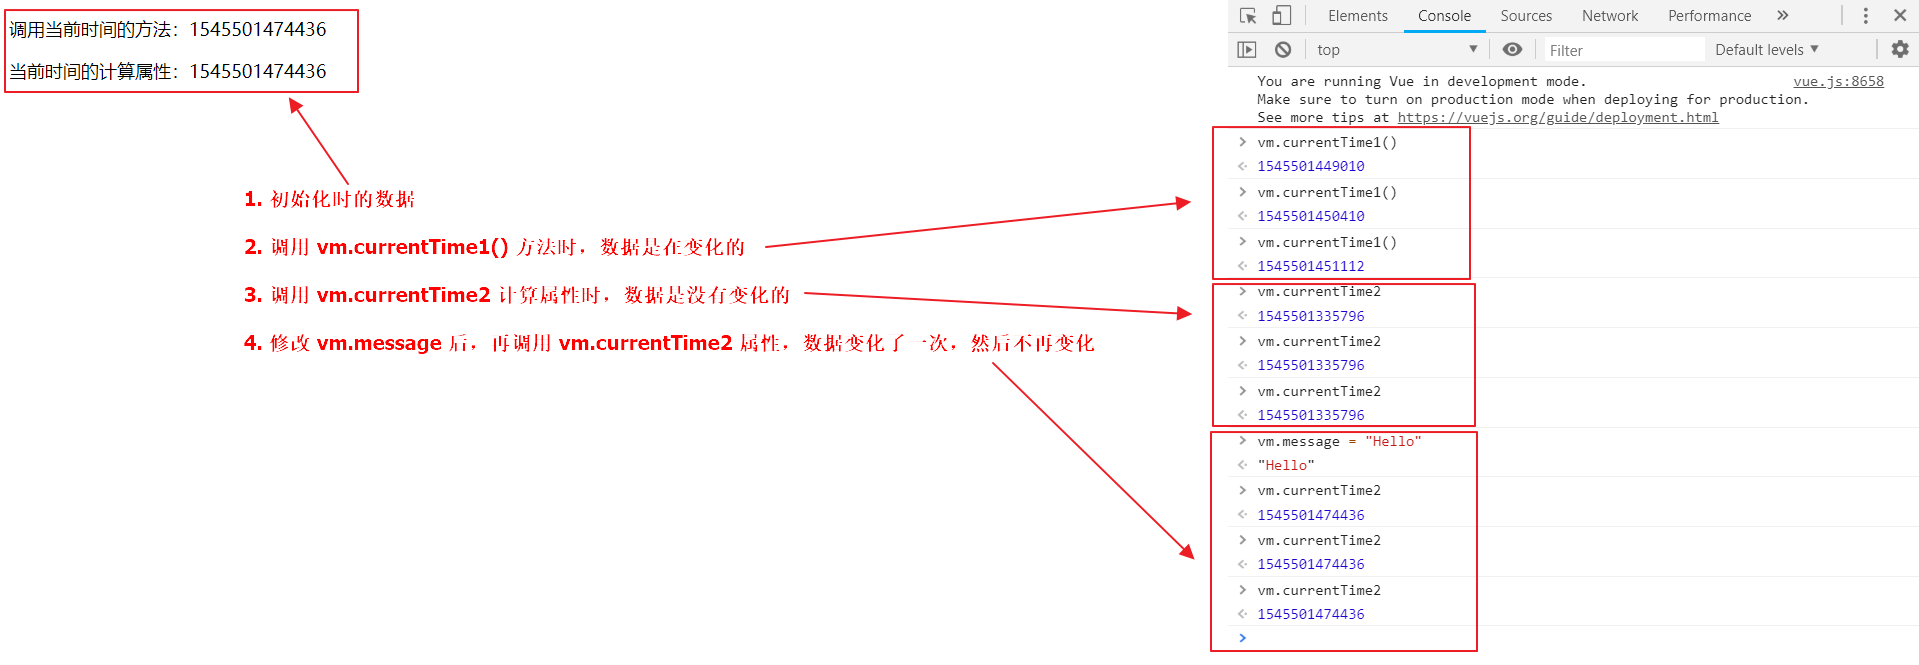 调用当前时间的方法：1545501474436
当前时间的计算属性：1545501474436
1. 初始化时的数据
2. 调用 vm.currentTime1() 方法时，数据是在变化的
3. 调用 vm.currentTime2 计算属性时，数据是没有变化的
4. 修改 vm.message 后，再调用 vm.currentTime2 属性，数据变化了一次，然后不再变化
Elements Console Sources Network Performance »
top Filter Default levels
You are running Vue in development mode. vue.js:8658
Make sure to turn on production mode when deploying for production.
See more tips at https://vuejs.org/guide/deployment.html
> vm.currentTime1()
1545501449010
> vm.currentTime1()
1545501450410
> vm.currentTime1()
1545501451112
> vm.currentTime2
1545501335796
> vm.currentTime2
1545501335796
> vm.currentTime2
1545501335796
> vm.message = "Hello"
"Hello"
> vm.currentTime2
1545501474436
> vm.currentTime2
1545501474436
> vm.currentTime2
1545501474436
>